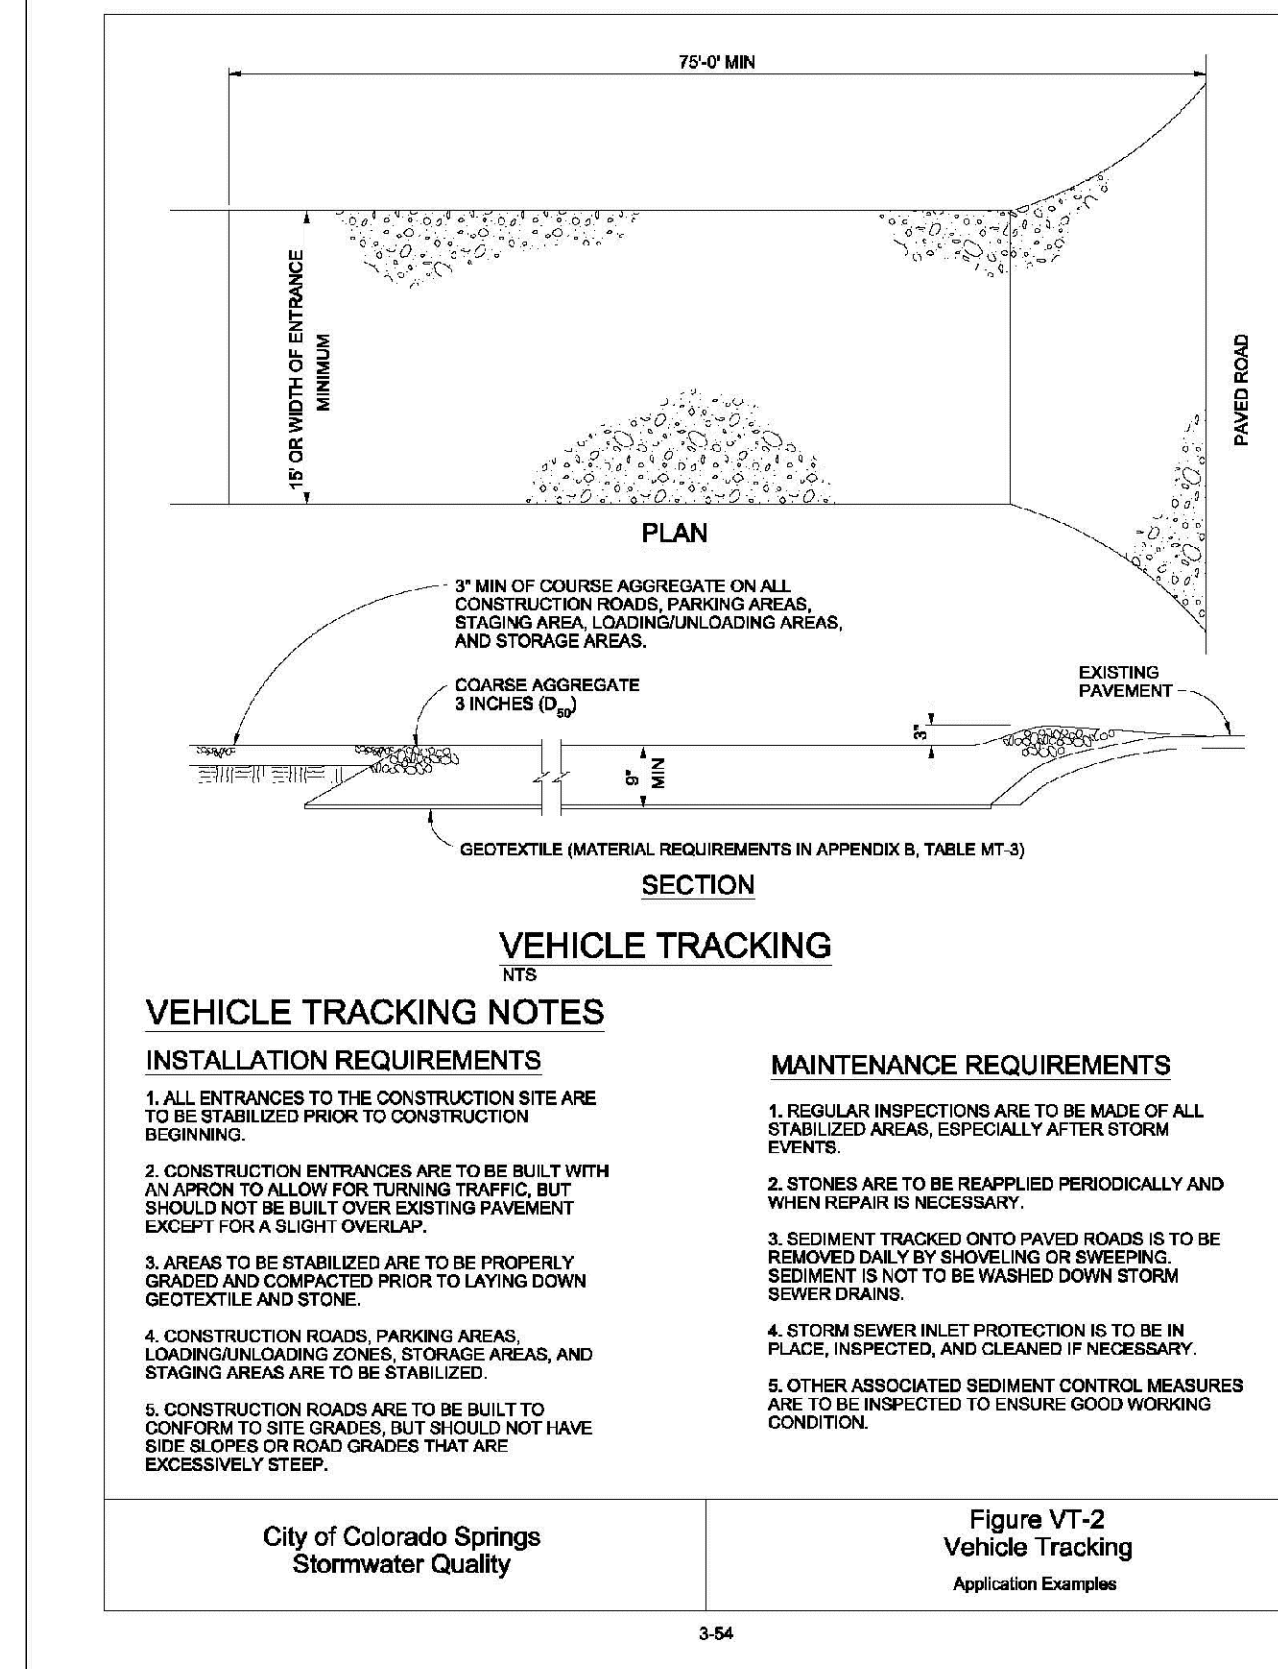 75'-0' MIN
15' OR WIDTH OF ENTRANCE
MINIMUM
PAVED ROAD
PLAN
3" MIN OF COURSE AGGREGATE ON ALL
CONSTRUCTION ROADS, PARKING AREAS,
STAGING AREA, LOADING/UNLOADING AREAS,
AND STORAGE AREAS.
COARSE AGGREGATE
3 INCHES (D50)
EXISTING
PAVEMENT
3"
9"
MIN
GEOTEXTILE (MATERIAL REQUIREMENTS IN APPENDIX B, TABLE MT-3)
SECTION
VEHICLE TRACKING
NTS
VEHICLE TRACKING NOTES
INSTALLATION REQUIREMENTS
1. ALL ENTRANCES TO THE CONSTRUCTION SITE ARE
TO BE STABILIZED PRIOR TO CONSTRUCTION
BEGINNING.
2. CONSTRUCTION ENTRANCES ARE TO BE BUILT WITH
AN APRON TO ALLOW FOR TURNING TRAFFIC, BUT
SHOULD NOT BE BUILT OVER EXISTING PAVEMENT
EXCEPT FOR A SLIGHT OVERLAP.
3. AREAS TO BE STABILIZED ARE TO BE PROPERLY
GRADED AND COMPACTED PRIOR TO LAYING DOWN
GEOTEXTILE AND STONE.
4. CONSTRUCTION ROADS, PARKING AREAS,
LOADING/UNLOADING ZONES, STORAGE AREAS, AND
STAGING AREAS ARE TO BE STABILIZED.
5. CONSTRUCTION ROADS ARE TO BE BUILT TO
CONFORM TO SITE GRADES, BUT SHOULD NOT HAVE
SIDE SLOPES OR ROAD GRADES THAT ARE
EXCESSIVELY STEEP.
MAINTENANCE REQUIREMENTS
1. REGULAR INSPECTIONS ARE TO BE MADE OF ALL
STABILIZED AREAS, ESPECIALLY AFTER STORM
EVENTS.
2. STONES ARE TO BE REAPPLIED PERIODICALLY AND
WHEN REPAIR IS NECESSARY.
3. SEDIMENT TRACKED ONTO PAVED ROADS IS TO BE
REMOVED DAILY BY SHOVELING OR SWEEPING.
SEDIMENT IS NOT TO BE WASHED DOWN STORM
SEWER DRAINS.
4. STORM SEWER INLET PROTECTION IS TO BE IN
PLACE, INSPECTED, AND CLEANED IF NECESSARY.
5. OTHER ASSOCIATED SEDIMENT CONTROL MEASURES
ARE TO BE INSPECTED TO ENSURE GOOD WORKING
CONDITION.
City of Colorado Springs
Stormwater Quality
Figure VT-2
Vehicle Tracking
Application Examples
3-54